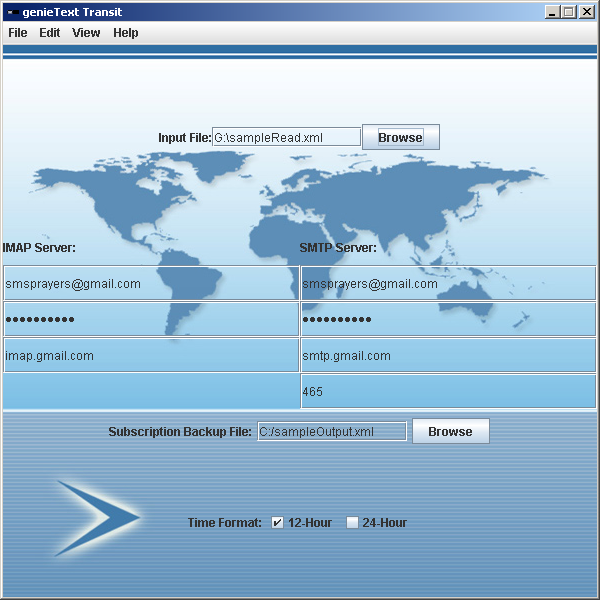 genieText Transit
File Edit View Help
Input File: G:\sampleRead.xml Browse
IMAP Server: SMTP Server:
smsprayers@gmail.com smsprayers@gmail.com
●●●●●●●●●● ●●●●●●●●●●
imap.gmail.com smtp.gmail.com
465
Subscription Backup File: C:/sampleOutput.xml Browse
Time Format: 12-Hour 24-Hour